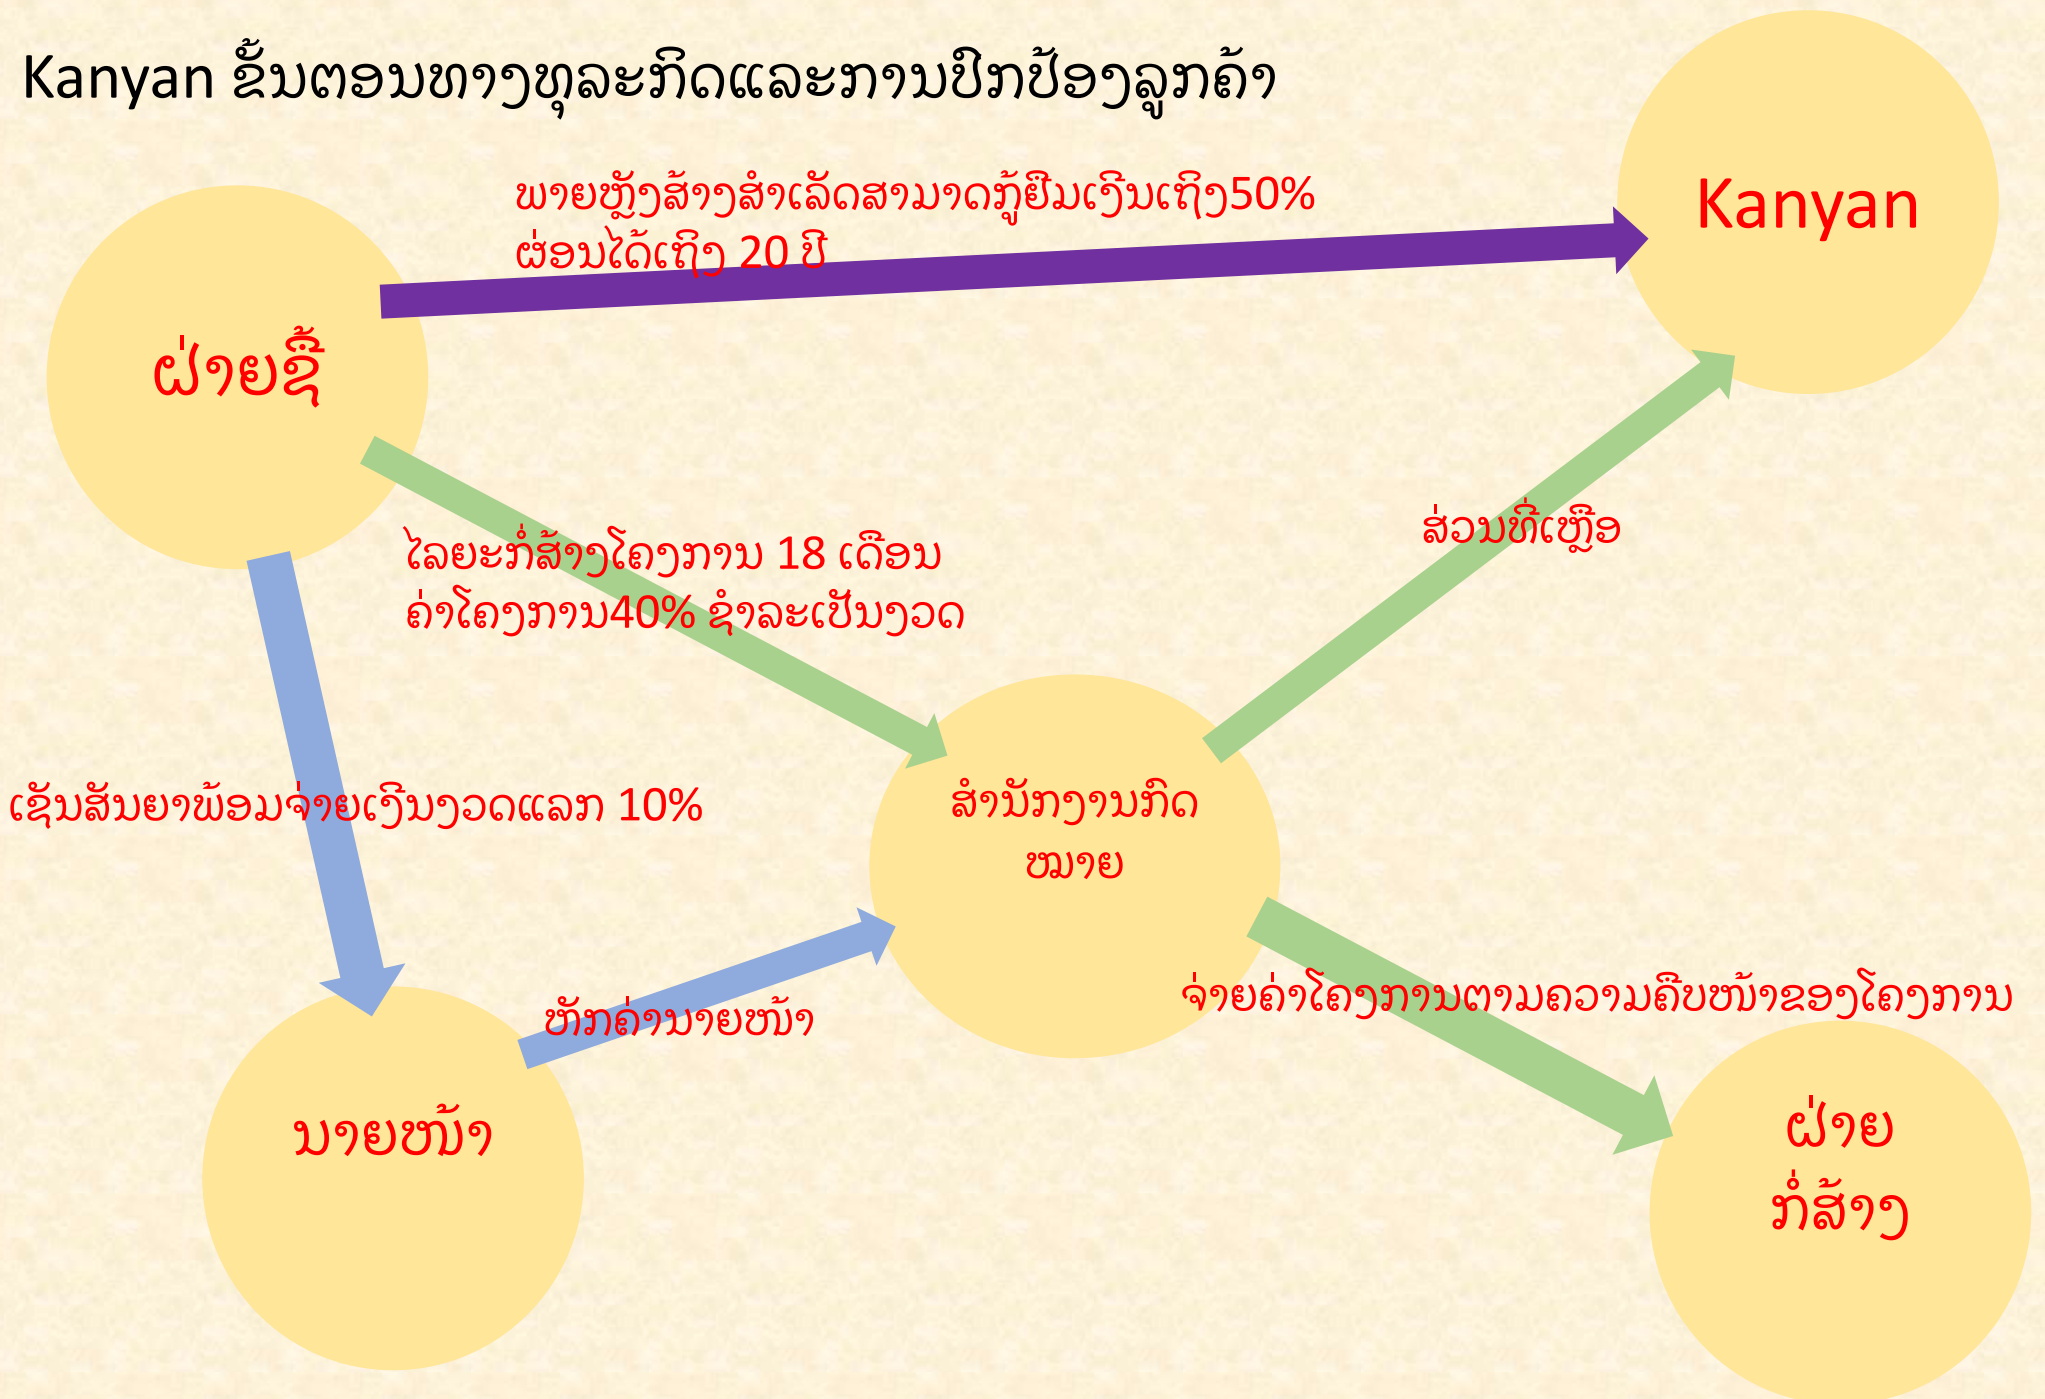 Kanyan ຂັ້ນຕອນທາງທຸລະກິດແລະການປົກປ້ອງລູກຄ້າ
Kanyan
ພາຍຫຼັງສ້າງສຳເລັດສາມາດກູ້ຢືມເງີນເຖິງ50%
ຜ່ອນໄດ້ເຖິງ 20 ປີ
ຝ່າຍຊື້
ໄລຍະກໍ່ສ້າງໂຄງການ 18 ເດືອນ
ຄ່າໂຄງການ40% ຊຳລະເປັນງວດ
ສ່ວນທີ່ເຫຼືອ
ເຊັນສັນຍາພ້ອມຈ່າຍເງີນງວດແລກ 10%
ສຳນັກງານກົດ
ໝາຍ
ຫັກຄ່ານາຍໜ້າ
ຈ່າຍຄ່າໂຄງການຕາມຄວາມຄືບໜ້າຂອງໂຄງການ
ນາຍໜ້າ
ຝ່າຍ
ກໍ່ສ້າງ